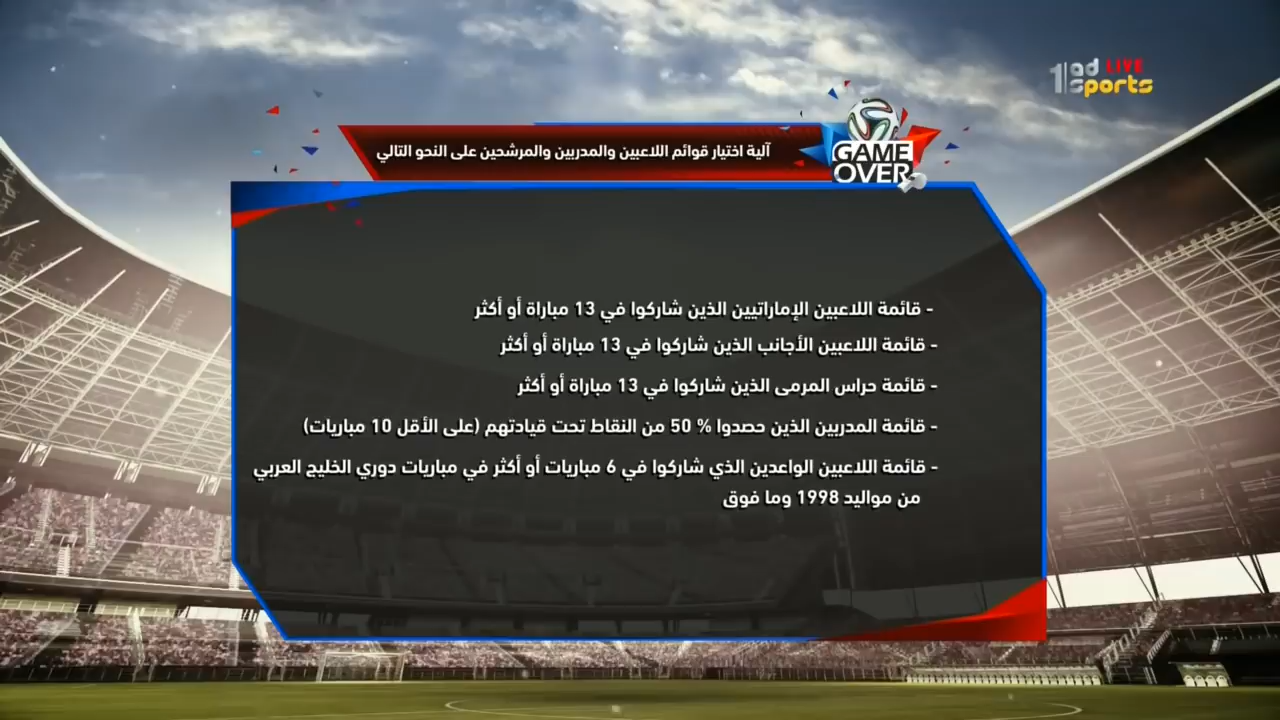 1 ad LIVE
sports
آلية اختيار قوائم اللاعبين والمدربين والمرشحين على النحو التالي
GAME
OVER
- قائمة اللاعبين الإماراتيين الذين شاركوا في 13 مباراة أو أكثر
- قائمة اللاعبين الأجانب الذين شاركوا في 13 مباراة أو أكثر
- قائمة حراس المرمى الذين شاركوا في 13 مباراة أو أكثر
- قائمة المدربين الذين حصدوا % 50 من النقاط تحت قيادتهم (على الأقل 10 مباريات)
- قائمة اللاعبين الواعدين الذي شاركوا في 6 مباريات أو أكثر في مباريات دوري الخليج العربي
من مواليد 1998 وما فوق